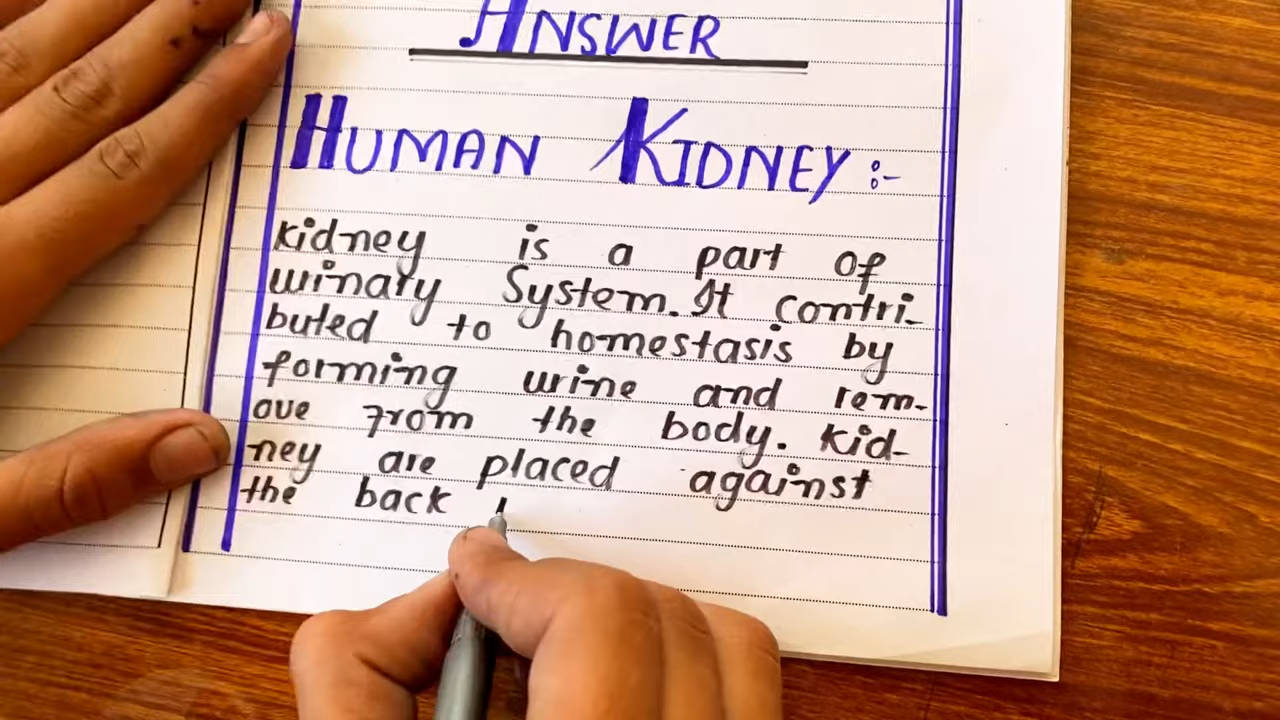 ANSWER
HUMAN KIDNEY :-
kidney is a part of
urinary System. It contri-
buted to homestasis by
forming urine and rem-
ove from the body. Kid-
ney are placed against
the back